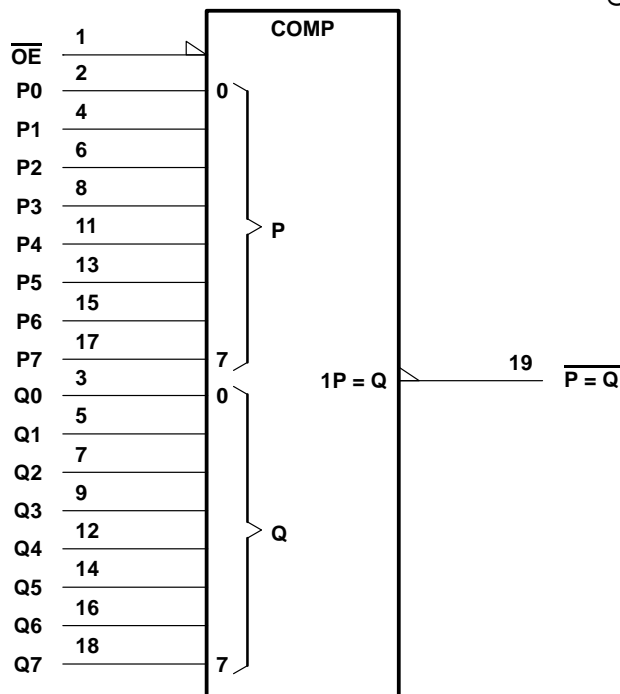 COMP
OE 1
P0 2 0
P1 4
P2 6
P3 8
P4 11 P
P5 13
P6 15
P7 17 7
1P = Q 19 P = Q
Q0 3 0
Q1 5
Q2 7
Q3 9
Q4 12 Q
Q5 14
Q6 16
Q7 18 7